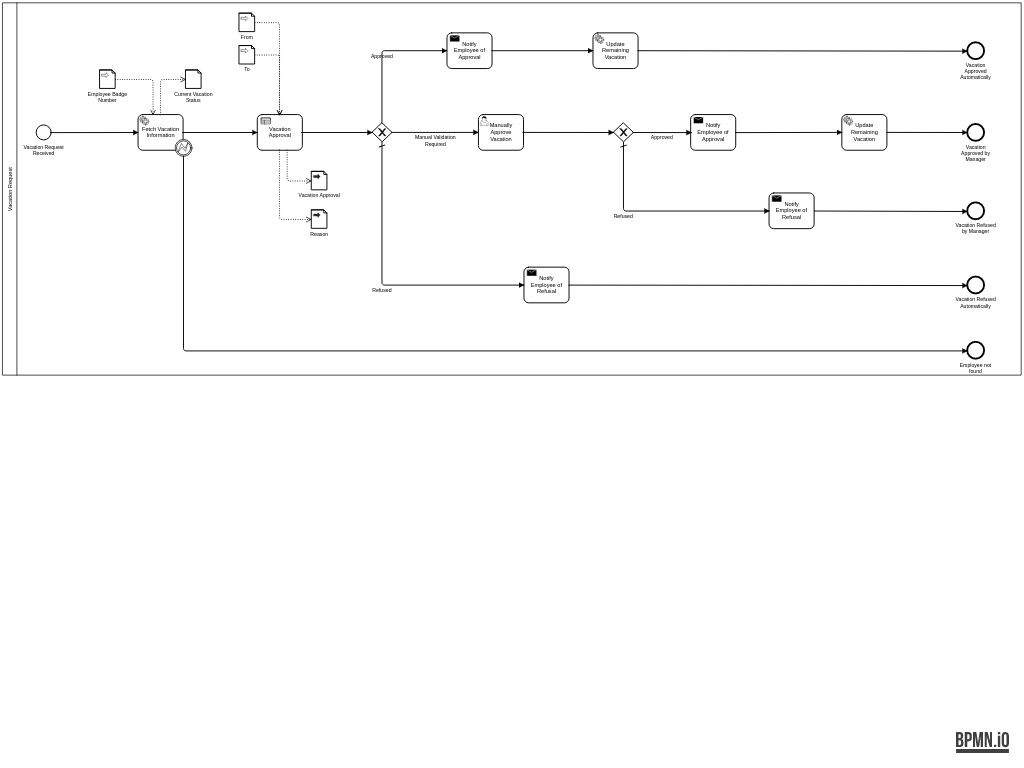 Vacation Request
From
To
Employee Badge
Number
Current Vacation
Status
Vacation Request
Received
Fetch Vacation
Information
Vacation
Approval
Vacation Approval
Reason
Approved
Notify
Employee of
Approval
Update
Remaining
Vacation
Vacation
Approved
Automatically
Manual Validation
Required
Manually
Approve
Vacation
Approved
Notify
Employee of
Approval
Update
Remaining
Vacation
Vacation
Approved by
Manager
Refused
Notify
Employee of
Refusal
Vacation Refused
by Manager
Refused
Notify
Employee of
Refusal
Vacation Refused
Automatically
Employee not
found
BPMN.iO